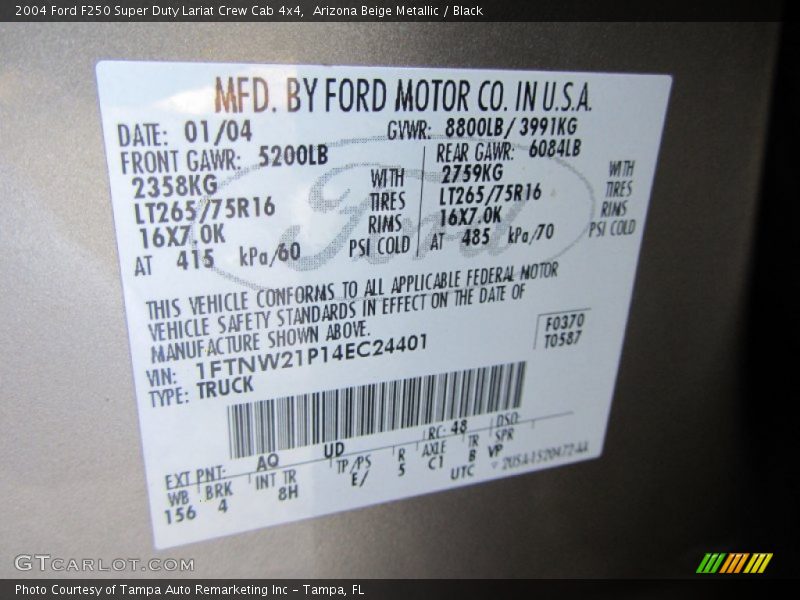 2004 Ford F250 Super Duty Lariat Crew Cab 4x4,  Arizona Beige Metallic / Black
MFD. BY FORD MOTOR CO. IN U.S.A.
DATE: 01/04 GVWR: 8800LB/ 3991KG
FRONT GAWR: 5200LB REAR GAWR: 6084LB
2358KG WITH 2759KG WITH
LT265/75R16 TIRES LT265/75R16 TIRES
16X7.0K RIMS 16X7.0K RIMS
AT 415 kPa/60 PSI COLD AT 485 kPa/70 PSI COLD
Ford
THIS VEHICLE CONFORMS TO ALL APPLICABLE FEDERAL MOTOR
VEHICLE SAFETY STANDARDS IN EFFECT ON THE DATE OF
MANUFACTURE SHOWN ABOVE.
F0370
T0587
VIN: 1FTNW21P14EC24401
TYPE: TRUCK
EXT PNT: AQ UD RC: 48 DSO:
WB BRK INT TR TP/PS R AXLE TR SPR
156 4 8H E/ 5 C1 B VP
UTC 2U5A-1520472-AA
GTCarLot.com
Photo Courtesy of Tampa Auto Remarketing Inc – Tampa, FL